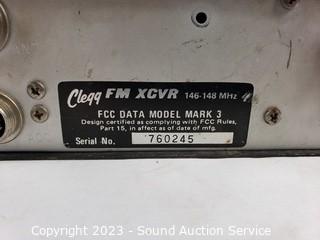 Clegg FM XCVR 146-148 MHz
FCC DATA MODEL MARK 3
Design certified as complying with FCC Rules,
Part 15, in affect as of date of mfg.
Serial No. 760245
Copyright 2023 - Sound Auction Service